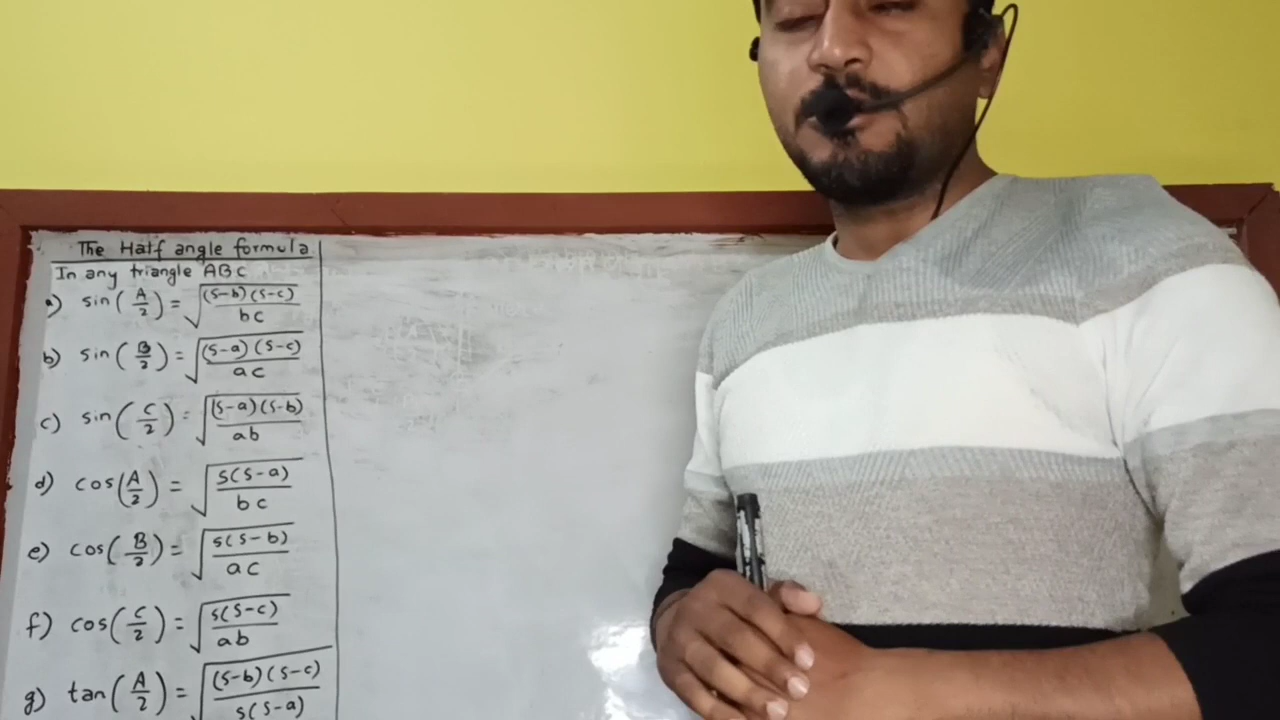 The Half angle formula
In any triangle ABC
a) sin(A/2) = √((s-b)(s-c)/bc)
b) sin(B/2) = √((s-a)(s-c)/ac)
c) sin(C/2) = √((s-a)(s-b)/ab)
d) cos(A/2) = √(s(s-a)/bc)
e) cos(B/2) = √(s(s-b)/ac)
f) cos(C/2) = √(s(s-c)/ab)
g) tan(A/2) = √((s-b)(s-c)/s(s-a))